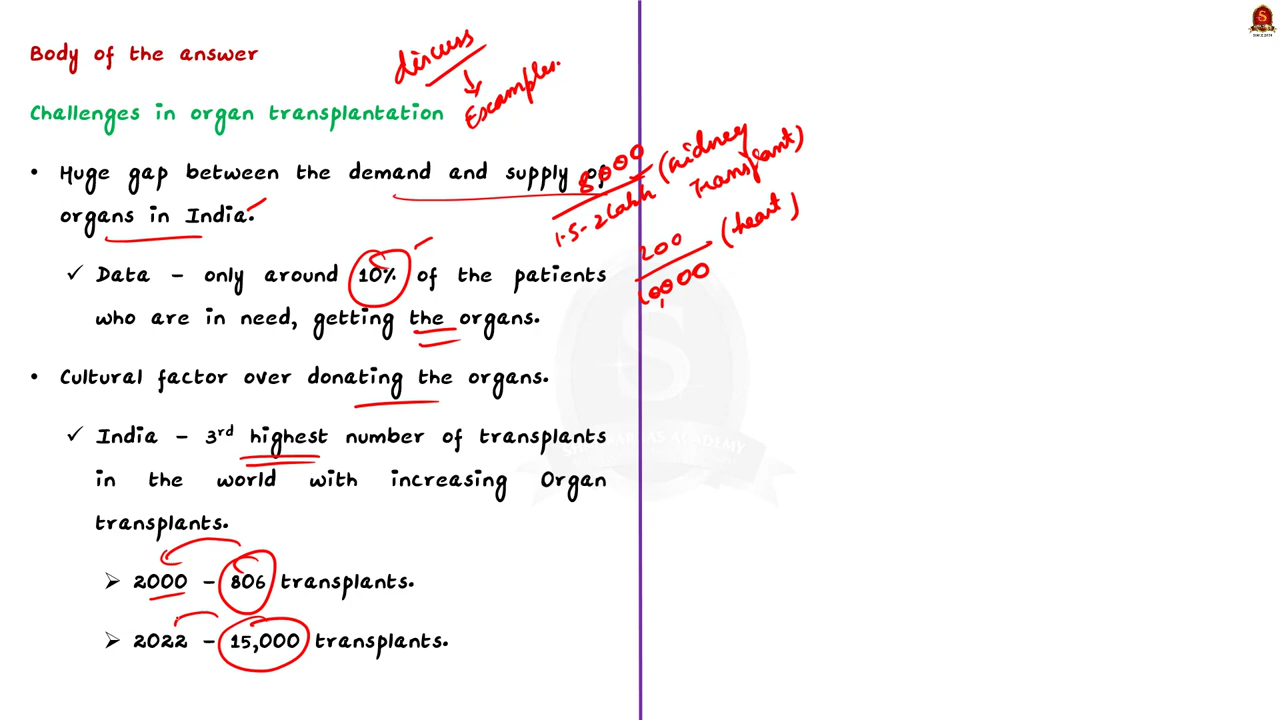 Body of the answer
discuss
Examples.
Challenges in organ transplantation
• Huge gap between the demand and supply of
organs in India.
8000
1.5-2 Lakh
(kidney
Transplant)
200
10,000
(heart)
✓ Data - only around 10% of the patients
who are in need, getting the organs.
• Cultural factor over donating the organs.
✓ India - 3rd highest number of transplants
in the world with increasing Organ
transplants.
➢ 2000 - 806 transplants.
➢ 2022 - 15,000 transplants.
S
ACADEMY